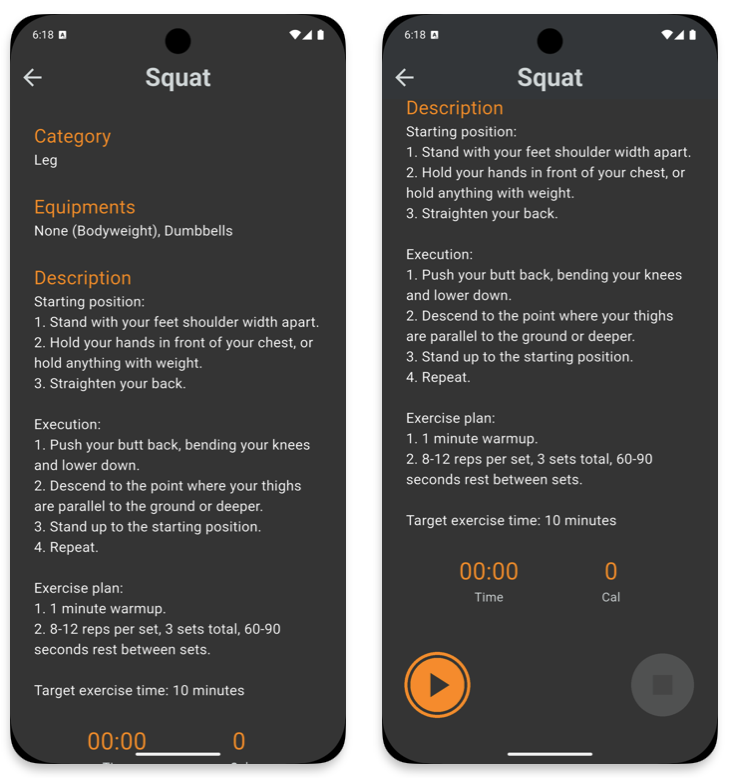 6:18
Squat
Category
Leg
Equipments
None (Bodyweight), Dumbbells
Description
Starting position:
1. Stand with your feet shoulder width apart.
2. Hold your hands in front of your chest, or
hold anything with weight.
3. Straighten your back.
Execution:
1. Push your butt back, bending your knees
and lower down.
2. Descend to the point where your thighs
are parallel to the ground or deeper.
3. Stand up to the starting position.
4. Repeat.
Exercise plan:
1. 1 minute warmup.
2. 8-12 reps per set, 3 sets total, 60-90
seconds rest between sets.
Target exercise time: 10 minutes
00:00 0
6:18
Squat
Description
Starting position:
1. Stand with your feet shoulder width apart.
2. Hold your hands in front of your chest, or
hold anything with weight.
3. Straighten your back.
Execution:
1. Push your butt back, bending your knees
and lower down.
2. Descend to the point where your thighs
are parallel to the ground or deeper.
3. Stand up to the starting position.
4. Repeat.
Exercise plan:
1. 1 minute warmup.
2. 8-12 reps per set, 3 sets total, 60-90
seconds rest between sets.
Target exercise time: 10 minutes
00:00 0
Time Cal